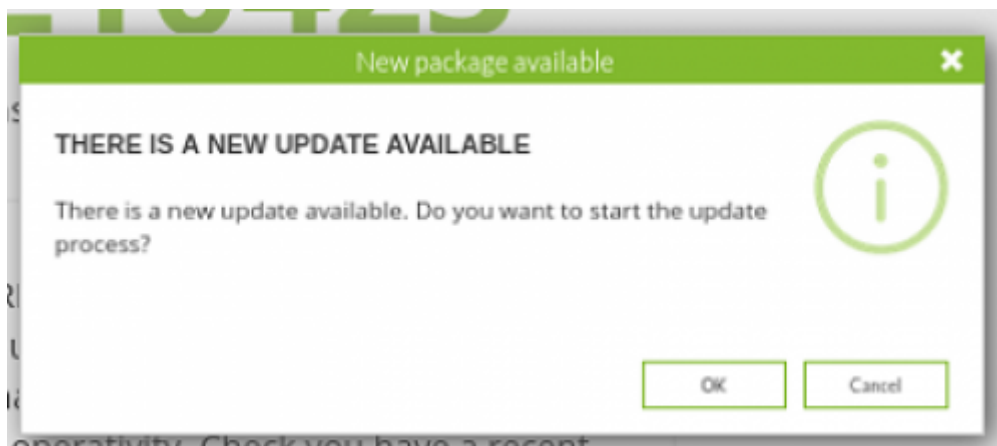 210423
New package available
THERE IS A NEW UPDATE AVAILABLE
There is a new update available. Do you want to start the update
process?
OK
Cancel
operativity. Check you have a recent